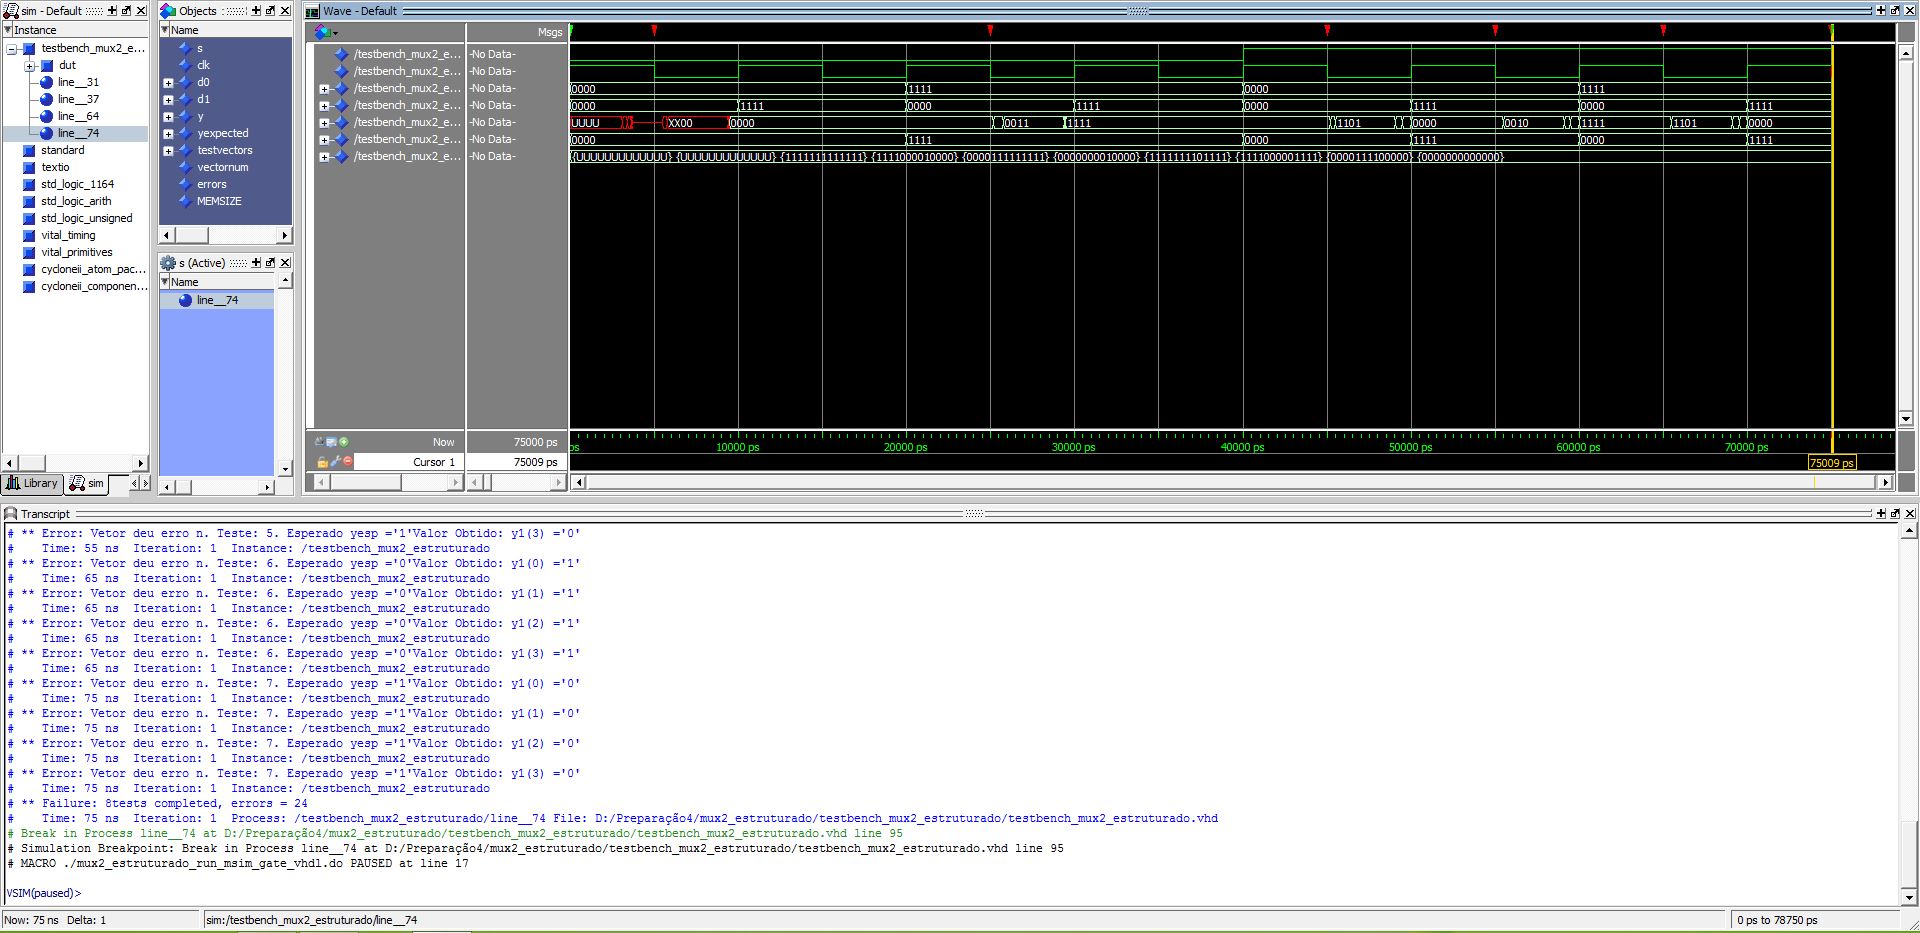 sim - Default
Instance
testbench_mux2_e...
dut
line__31
line__37
line__64
line__74
standard
textio
std_logic_1164
std_logic_arith
std_logic_unsigned
vital_timing
vital_primitives
cycloneii_atom_pac...
cycloneii_componen...
Library
sim
Objects
Name
s
clk
d0
d1
y
yexpected
testvectors
vectornum
errors
MEMSIZE
s (Active)
Name
line__74
Wave - Default
Msgs
/testbench_mux2_e... -No Data-
/testbench_mux2_e... -No Data-
/testbench_mux2_e... -No Data- 0000 1111 0000 1111
/testbench_mux2_e... -No Data- 0000 1111 0000 1111 0000 1111 0000 1111
/testbench_mux2_e... -No Data- UUUU XX00 0000 0011 1111 1101 0000 0010 1111 1101 0000
/testbench_mux2_e... -No Data- 0000 1111 0000 1111 0000 1111
/testbench_mux2_e... -No Data- {UUUUUUUUUUUUU} {UUUUUUUUUUUUU} {1111111111111} {1111000010000} {0000111111111} {0000000010000} {1111111101111} {1111000001111} {0000111100000} {0000000000000}
Now 75000 ps
ps 10000 ps 20000 ps 30000 ps 40000 ps 50000 ps 60000 ps 70000 ps
Cursor 1 75009 ps
75009 ps
Transcript
# ** Error: Vetor deu erro n. Teste: 5. Esperado yesp ='1'Valor Obtido: y1(3) ='0'
#    Time: 55 ns  Iteration: 1  Instance: /testbench_mux2_estruturado
# ** Error: Vetor deu erro n. Teste: 6. Esperado yesp ='0'Valor Obtido: y1(0) ='1'
#    Time: 65 ns  Iteration: 1  Instance: /testbench_mux2_estruturado
# ** Error: Vetor deu erro n. Teste: 6. Esperado yesp ='0'Valor Obtido: y1(1) ='1'
#    Time: 65 ns  Iteration: 1  Instance: /testbench_mux2_estruturado
# ** Error: Vetor deu erro n. Teste: 6. Esperado yesp ='0'Valor Obtido: y1(2) ='1'
#    Time: 65 ns  Iteration: 1  Instance: /testbench_mux2_estruturado
# ** Error: Vetor deu erro n. Teste: 6. Esperado yesp ='0'Valor Obtido: y1(3) ='1'
#    Time: 65 ns  Iteration: 1  Instance: /testbench_mux2_estruturado
# ** Error: Vetor deu erro n. Teste: 7. Esperado yesp ='1'Valor Obtido: y1(0) ='0'
#    Time: 75 ns  Iteration: 1  Instance: /testbench_mux2_estruturado
# ** Error: Vetor deu erro n. Teste: 7. Esperado yesp ='1'Valor Obtido: y1(1) ='0'
#    Time: 75 ns  Iteration: 1  Instance: /testbench_mux2_estruturado
# ** Error: Vetor deu erro n. Teste: 7. Esperado yesp ='1'Valor Obtido: y1(2) ='0'
#    Time: 75 ns  Iteration: 1  Instance: /testbench_mux2_estruturado
# ** Error: Vetor deu erro n. Teste: 7. Esperado yesp ='1'Valor Obtido: y1(3) ='0'
#    Time: 75 ns  Iteration: 1  Instance: /testbench_mux2_estruturado
# ** Failure: 8tests completed, errors = 24
#    Time: 75 ns  Iteration: 1  Process: /testbench_mux2_estruturado/line__74 File: D:/Preparação4/mux2_estruturado/testbench_mux2_estruturado/testbench_mux2_estruturado.vhd
# Break in Process line__74 at D:/Preparação4/mux2_estruturado/testbench_mux2_estruturado/testbench_mux2_estruturado.vhd line 95
# Simulation Breakpoint: Break in Process line__74 at D:/Preparação4/mux2_estruturado/testbench_mux2_estruturado/testbench_mux2_estruturado.vhd line 95
# MACRO ./mux2_estruturado_run_msim_gate_vhdl.do PAUSED at line 17
VSIM(paused)>
Now: 75 ns  Delta: 1
sim:/testbench_mux2_estruturado/line__74
0 ps to 78750 ps